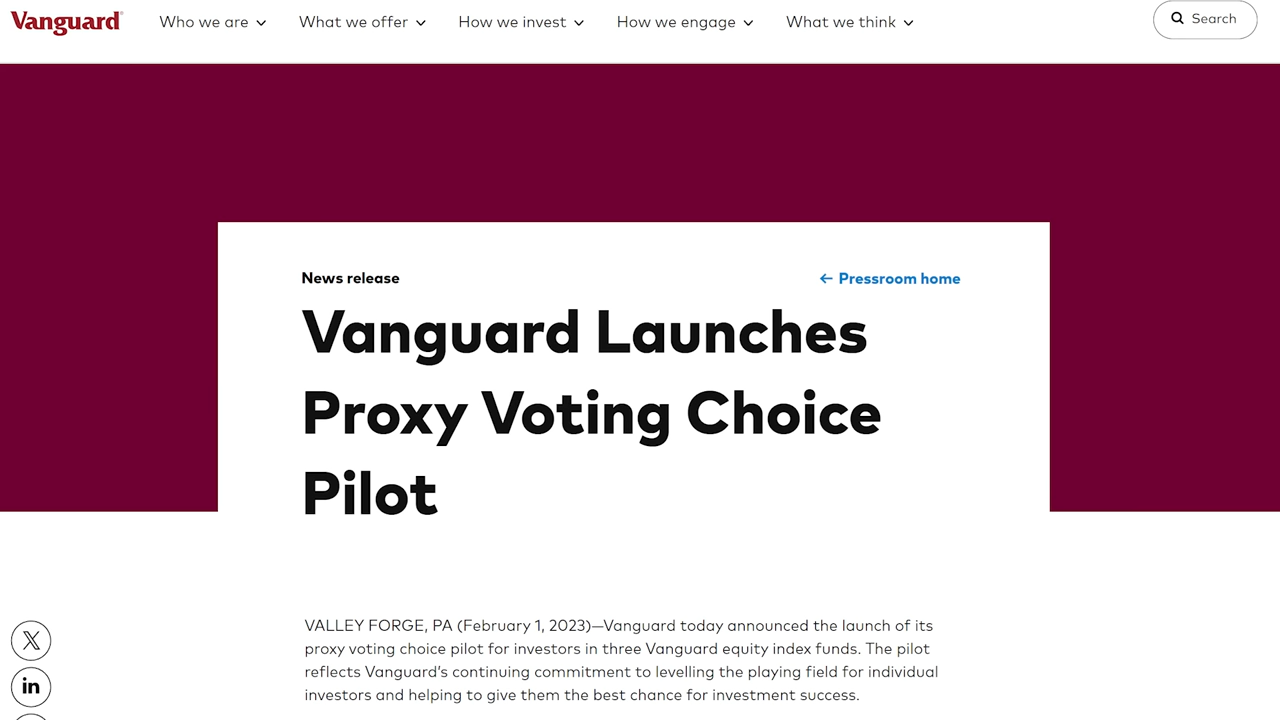 Vanguard® Who we are What we offer How we invest How we engage What we think Search
News release ← Pressroom home
Vanguard Launches
Proxy Voting Choice
Pilot
VALLEY FORGE, PA (February 1, 2023)—Vanguard today announced the launch of its
proxy voting choice pilot for investors in three Vanguard equity index funds. The pilot
reflects Vanguard’s continuing commitment to levelling the playing field for individual
investors and helping to give them the best chance for investment success.
X
in